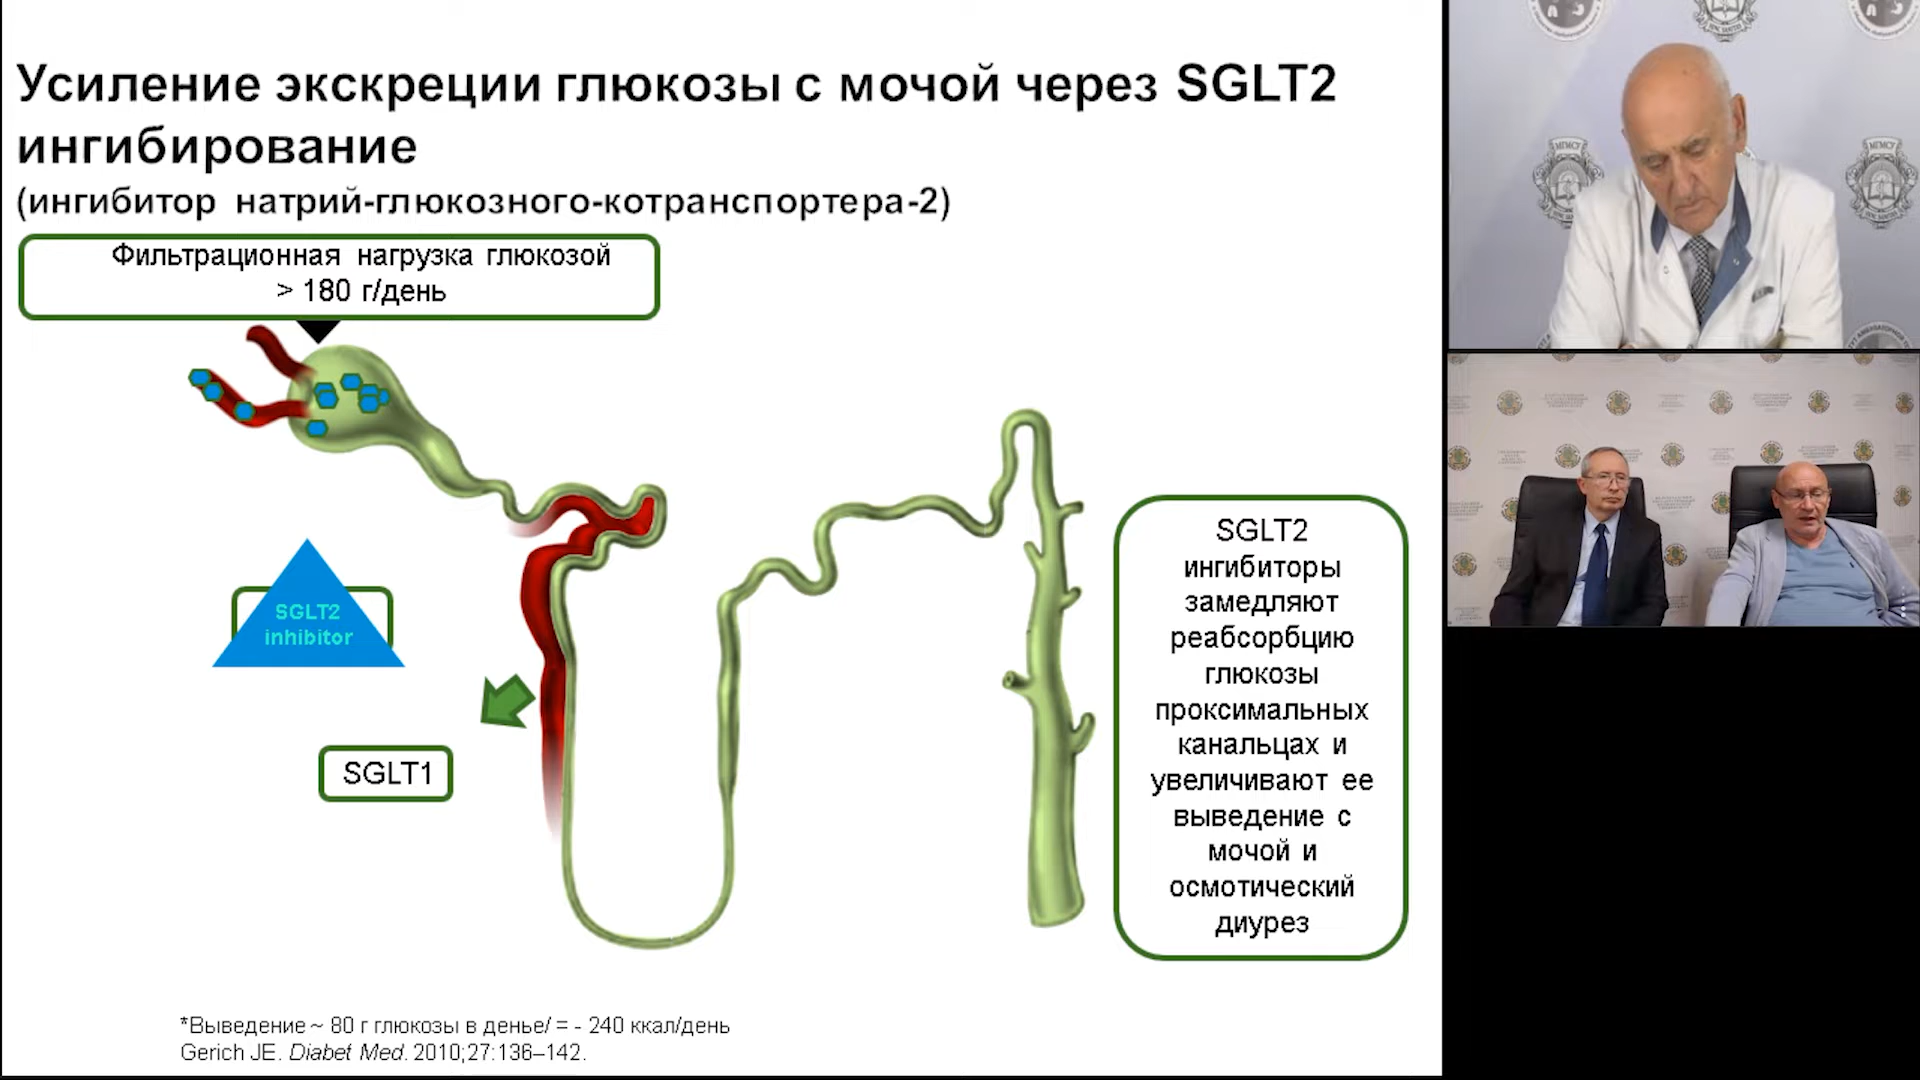 Усиление экскреции глюкозы с мочой через SGLT2
ингибирование
(ингибитор натрий-глюкозного-котранспортера-2)
Фильтрационная нагрузка глюкозой
> 180 г/день
SGLT2
inhibitor
SGLT1
SGLT2
ингибиторы
замедляют
реабсорбцию
глюкозы
проксимальных
канальцах и
увеличивают ее
выведение с
мочой и
осмотический
диурез
*Выведение ~ 80 г глюкозы в денье/ = - 240 ккал/день
Gerich JE. Diabet Med. 2010;27:136–142.
МГМСУ
МГМСУ